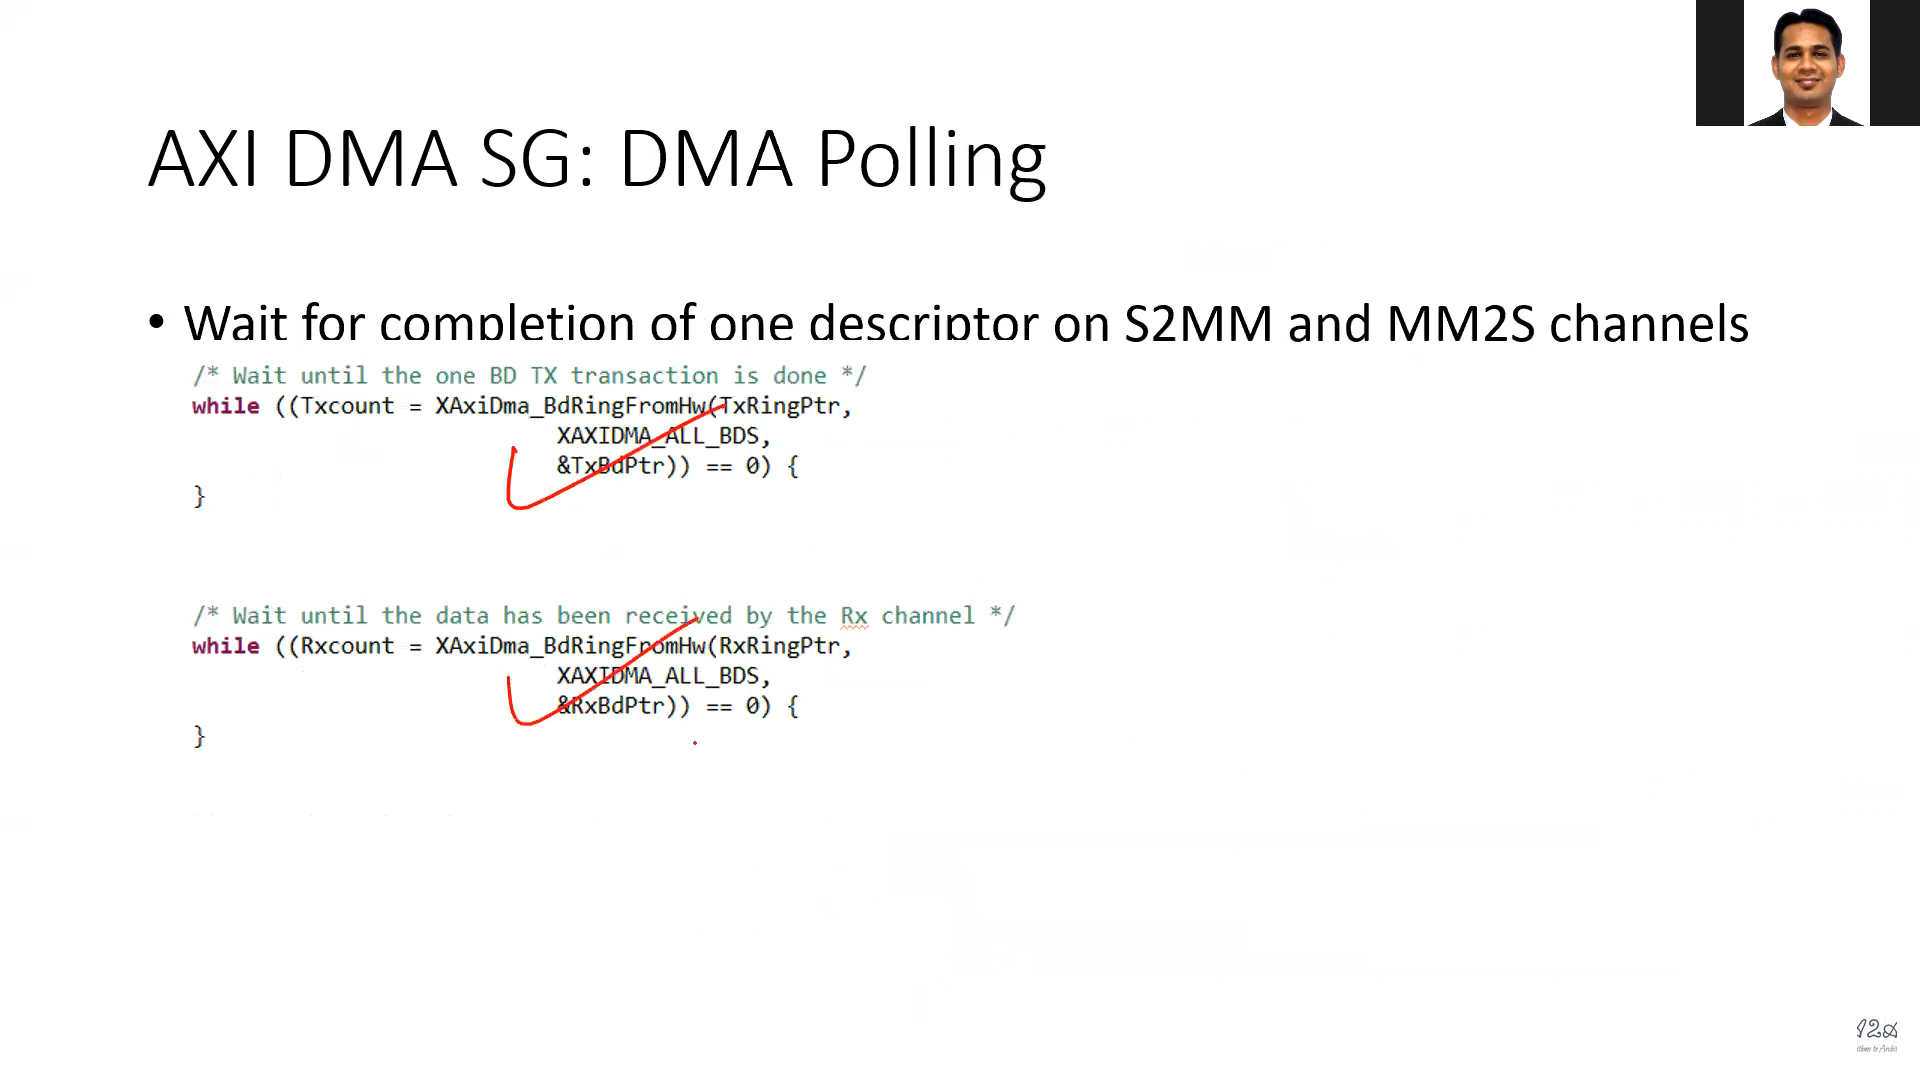 AXI DMA SG: DMA Polling
• Wait for completion of one descriptor on S2MM and MM2S channels
/* Wait until the one BD TX transaction is done */
while ((Txcount = XAxiDma_BdRingFromHw(TxRingPtr,
XAXIDMA_ALL_BDS,
&TxBdPtr)) == 0) {
}
/* Wait until the data has been received by the Rx channel */
while ((Rxcount = XAxiDma_BdRingFromHw(RxRingPtr,
XAXIDMA_ALL_BDS,
&RxBdPtr)) == 0) {
}